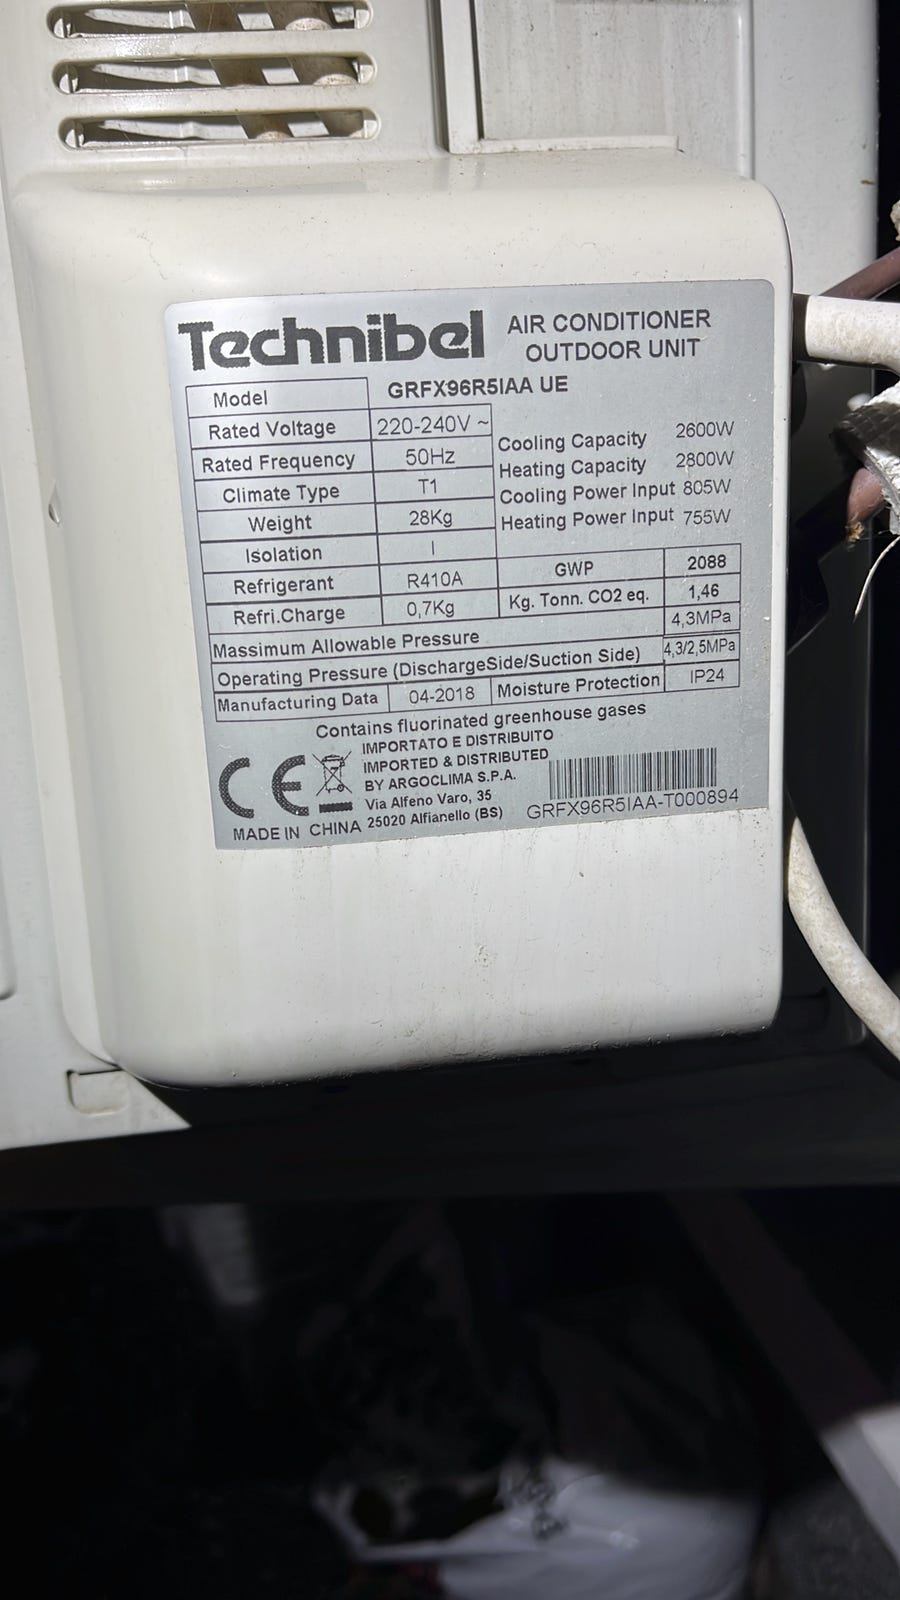 Technibel AIR CONDITIONER
OUTDOOR UNIT
Model GRFX96R5IAA UE
Rated Voltage 220-240V ~
Rated Frequency 50Hz
Climate Type T1
Weight 28Kg
Isolation I
Refrigerant R410A
Refri.Charge 0,7Kg
Cooling Capacity 2600W
Heating Capacity 2800W
Cooling Power Input 805W
Heating Power Input 755W
GWP 2088
Kg. Tonn. CO2 eq. 1,46
Massimum Allowable Pressure 4,3MPa
Operating Pressure (DischargeSide/Suction Side) 4,3/2,5MPa
Manufacturing Data 04-2018 Moisture Protection IP24
Contains fluorinated greenhouse gases
CE
IMPORTATO E DISTRIBUITO
IMPORTED & DISTRIBUTED
BY ARGOCLIMA S.P.A.
Via Alfeno Varo, 35
25020 Alfianello (BS)
MADE IN CHINA
GRFX96R5IAA-T000894